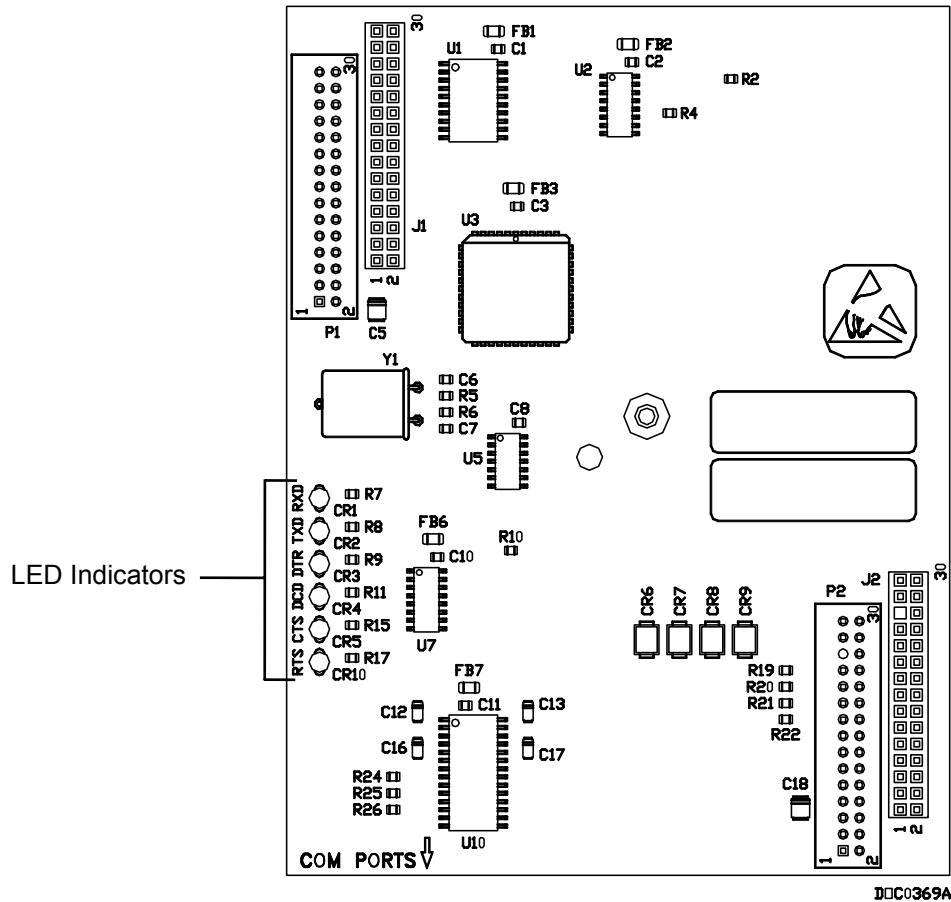 30
FB1
C1
U1
30
FB2
C2
U2
R2
R4
FB3
C3
U3
J1
1 2
1 2
P1
C5
Y1
C6
R5
R6
C7
C8
U5
LED Indicators
RXD
CR1
R7
TXD
CR2
R8
DTR
CR3
R9
DCD
CR4
R11
CTS
CR5
R15
RTS
CR10
R17
FB6
C10
U7
R10
CR6
CR7
CR8
CR9
P2
J2
30
30
R19
R20
R21
R22
FB7
C11
C12
C13
C16
C17
R24
R25
R26
U10
C18
1 2
1 2
COM PORTS
DOC0369A